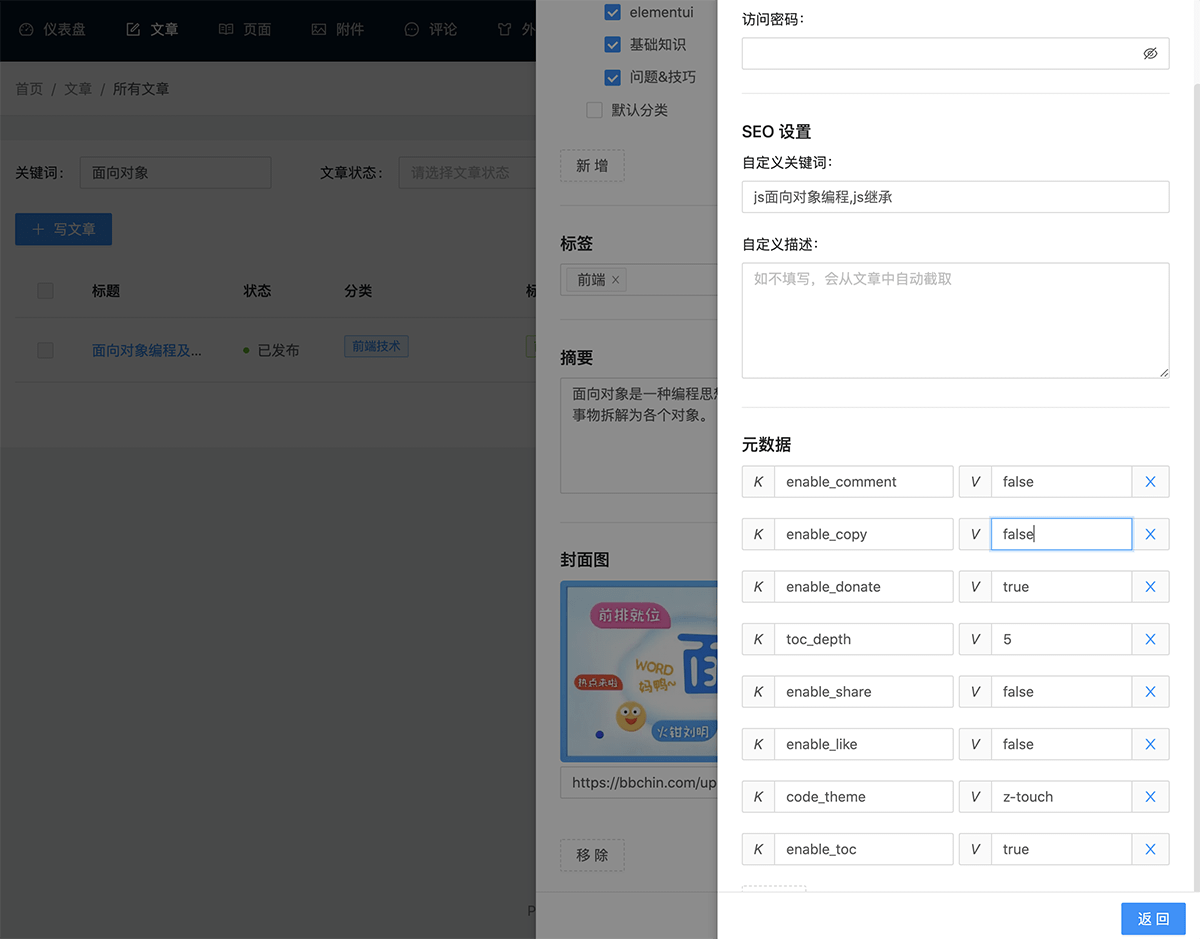 仪表盘
文章
页面
附件
评论
外
首页 / 文章 / 所有文章
关键词：
面向对象
文章状态：
请选择文章状态
写文章
标题
状态
分类
面向对象编程及...
已发布
前端技术
elementui
基础知识
问题&技巧
默认分类
新 增
标签
前端 ×
摘要
面向对象是一种编程思想
事物拆解为各个对象。
封面图
前排就位
WORD
妈鸭~
热点来啦
火钳刘明
https://bbchin.com/up
移 除
P
访问密码：
SEO 设置
自定义关键词：
js面向对象编程,js继承
自定义描述：
如不填写，会从文章中自动截取
元数据
K enable_comment V false X
K enable_copy V false X
K enable_donate V true X
K toc_depth V 5 X
K enable_share V false X
K enable_like V false X
K code_theme V z-touch X
K enable_toc V true X
返 回